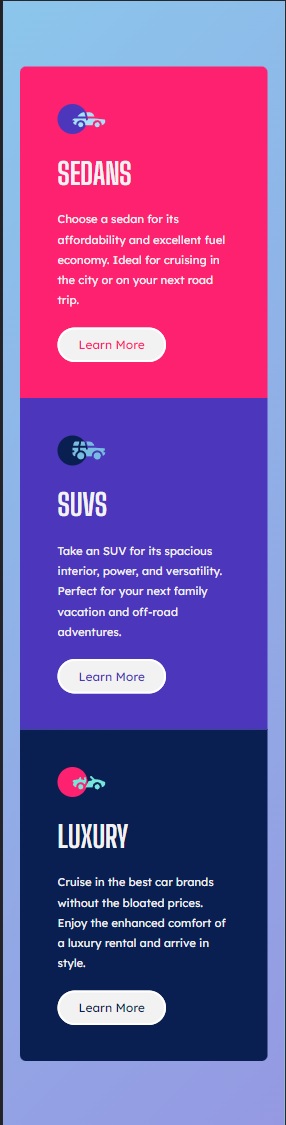 SEDANS
Choose a sedan for its
affordability and excellent fuel
economy. Ideal for cruising in
the city or on your next road
trip.
Learn More
SUVS
Take an SUV for its spacious
interior, power, and versatility.
Perfect for your next family
vacation and off-road
adventures.
Learn More
LUXURY
Cruise in the best car brands
without the bloated prices.
Enjoy the enhanced comfort of
a luxury rental and arrive in
style.
Learn More